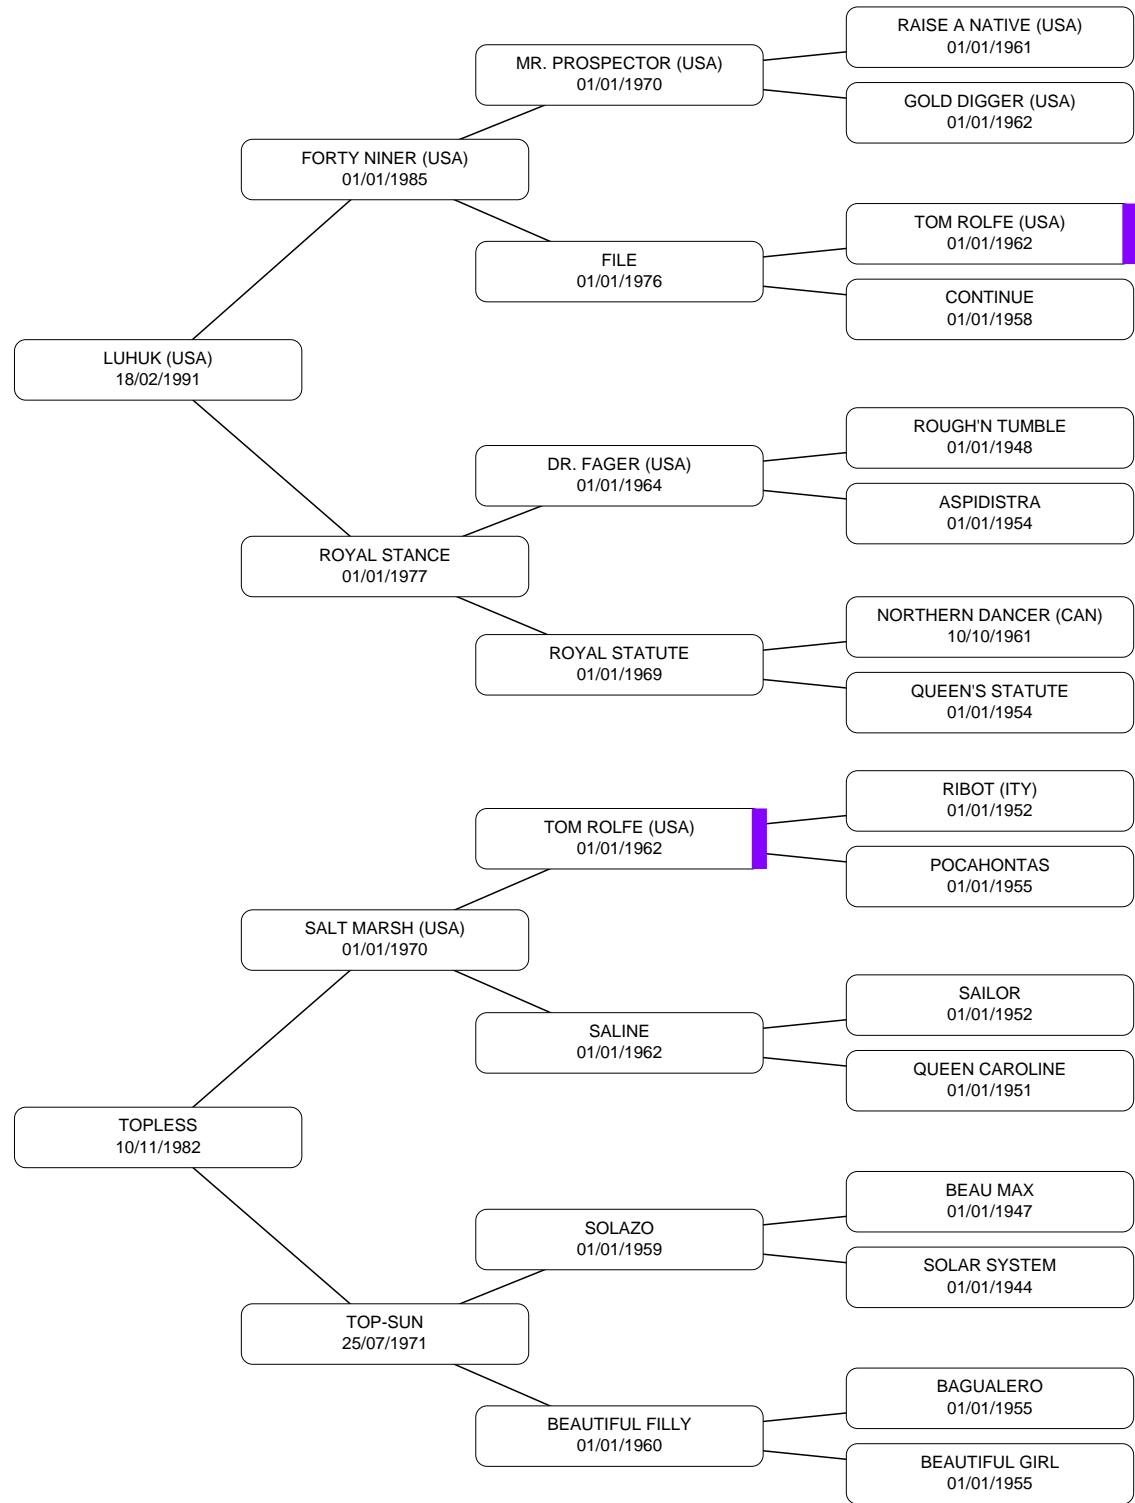 RAISE A NATIVE (USA)
01/01/1961
MR. PROSPECTOR (USA)
01/01/1970
GOLD DIGGER (USA)
01/01/1962
FORTY NINER (USA)
01/01/1985
TOM ROLFE (USA)
01/01/1962
FILE
01/01/1976
CONTINUE
01/01/1958
LUHUK (USA)
18/02/1991
ROUGH'N TUMBLE
01/01/1948
DR. FAGER (USA)
01/01/1964
ASPIDISTRA
01/01/1954
ROYAL STANCE
01/01/1977
NORTHERN DANCER (CAN)
10/10/1961
ROYAL STATUTE
01/01/1969
QUEEN'S STATUTE
01/01/1954
RIBOT (ITY)
01/01/1952
TOM ROLFE (USA)
01/01/1962
POCAHONTAS
01/01/1955
SALT MARSH (USA)
01/01/1970
SAILOR
01/01/1952
SALINE
01/01/1962
QUEEN CAROLINE
01/01/1951
TOPLESS
10/11/1982
BEAU MAX
01/01/1947
SOLAZO
01/01/1959
SOLAR SYSTEM
01/01/1944
TOP-SUN
25/07/1971
BAGUALERO
01/01/1955
BEAUTIFUL FILLY
01/01/1960
BEAUTIFUL GIRL
01/01/1955